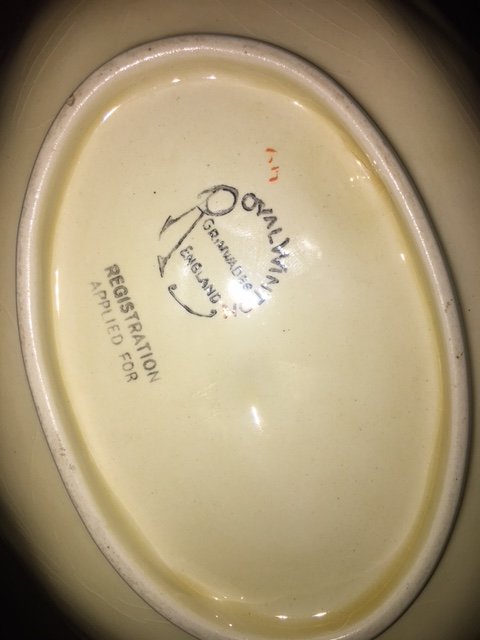 ROYAL WINTON
GRIMWADES
ENGLAND
REGISTRATION
APPLIED FOR